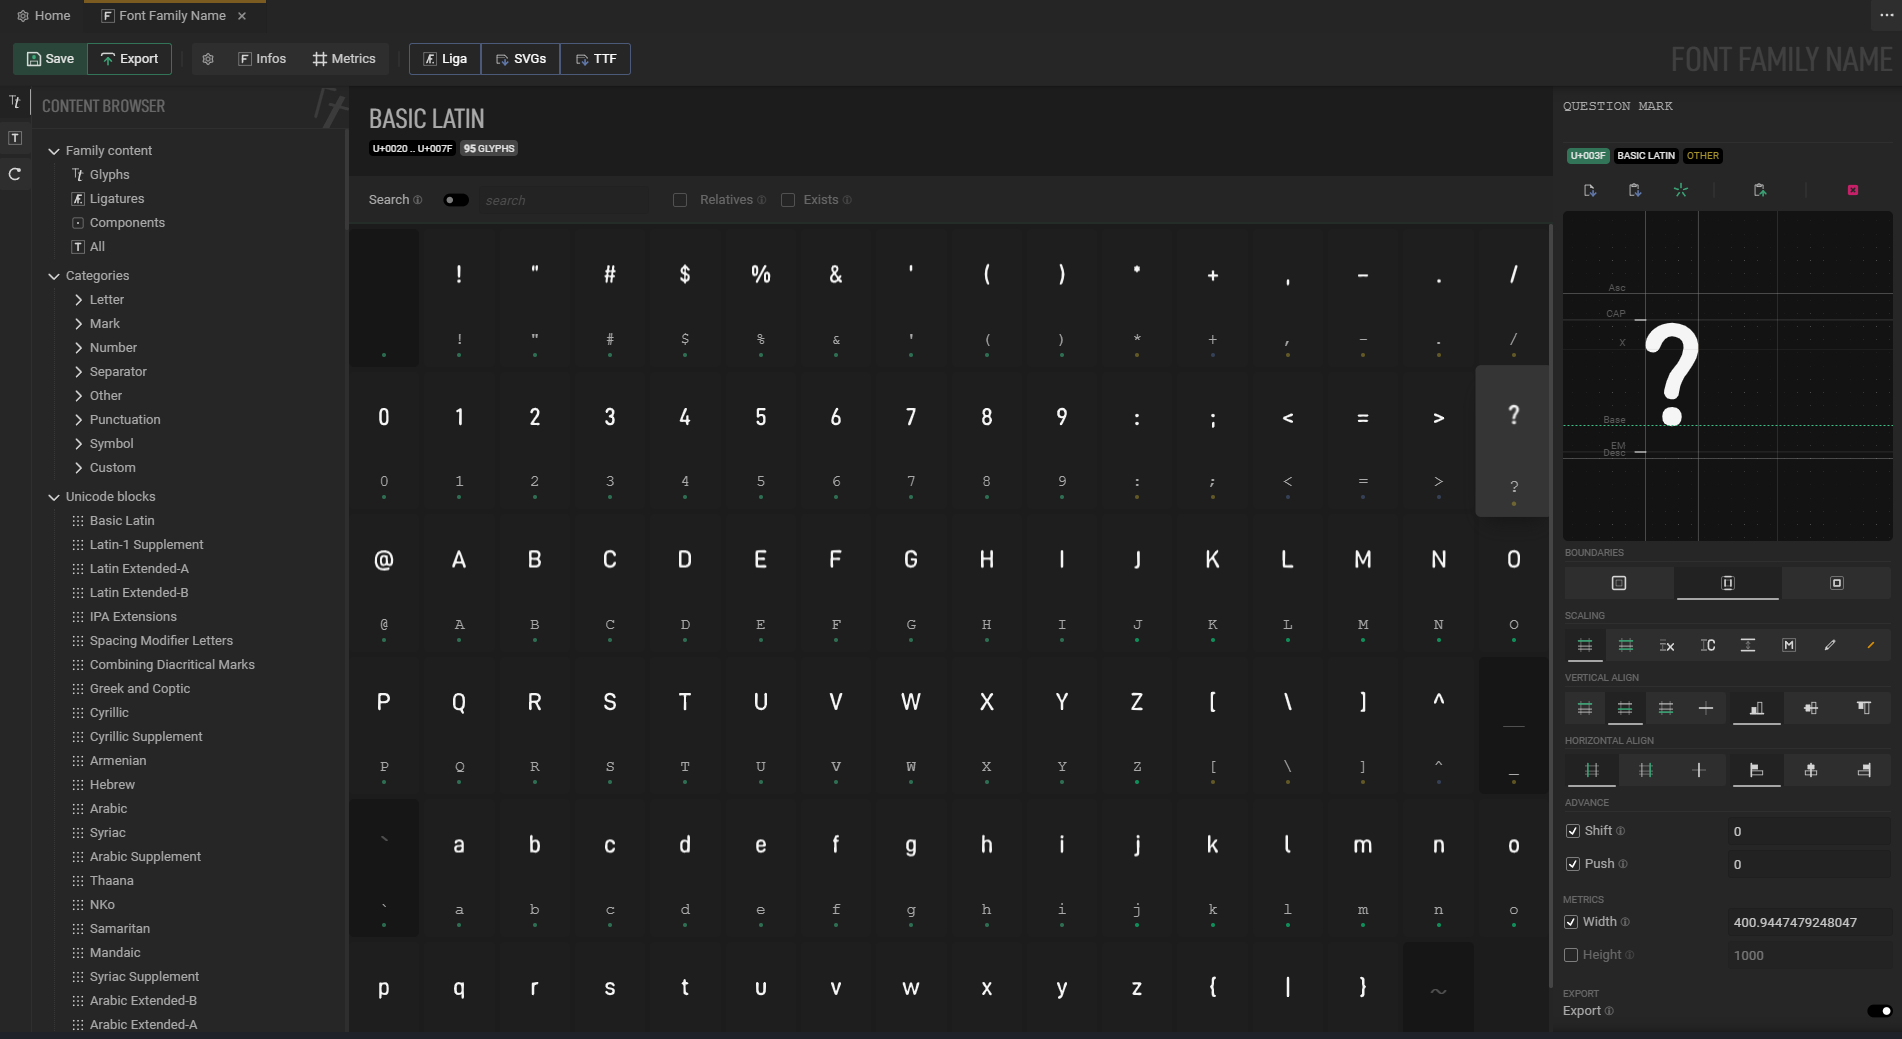 Home
Font Family Name
Save
Export
Infos
Metrics
Liga
SVGs
TTF
FONT FAMILY NAME
CONTENT BROWSER
Family content
Glyphs
Ligatures
Components
All
Categories
Letter
Mark
Number
Separator
Other
Punctuation
Symbol
Custom
Unicode blocks
Basic Latin
Latin-1 Supplement
Latin Extended-A
Latin Extended-B
IPA Extensions
Spacing Modifier Letters
Combining Diacritical Marks
Greek and Coptic
Cyrillic
Cyrillic Supplement
Armenian
Hebrew
Arabic
Syriac
Arabic Supplement
Thaana
NKo
Samaritan
Mandaic
Syriac Supplement
Arabic Extended-B
Arabic Extended-A
BASIC LATIN
U+0020 .. U+007F 95 GLYPHS
Search search Relatives Exists
! " # $ % & ' ( ) * + , - . /
! " # $ % & ' ( ) * + , - . /
0 1 2 3 4 5 6 7 8 9 : ; < = > ?
0 1 2 3 4 5 6 7 8 9 : ; < = > ?
@ A B C D E F G H I J K L M N O
@ A B C D E F G H I J K L M N O
P Q R S T U V W X Y Z [ \ ] ^ _
P Q R S T U V W X Y Z [ \ ] ^ _
` a b c d e f g h i j k l m n o
` a b c d e f g h i j k l m n o
p q r s t u v w x y z { | } ~
QUESTION MARK
U+003F BASIC LATIN OTHER
Asc
CAP
X
?
Base
EM
Desc
BOUNDARIES
SCALING
VERTICAL ALIGN
HORIZONTAL ALIGN
ADVANCE
Shift 0
Push 0
METRICS
Width 400.9447479248047
Height 1000
EXPORT
Export